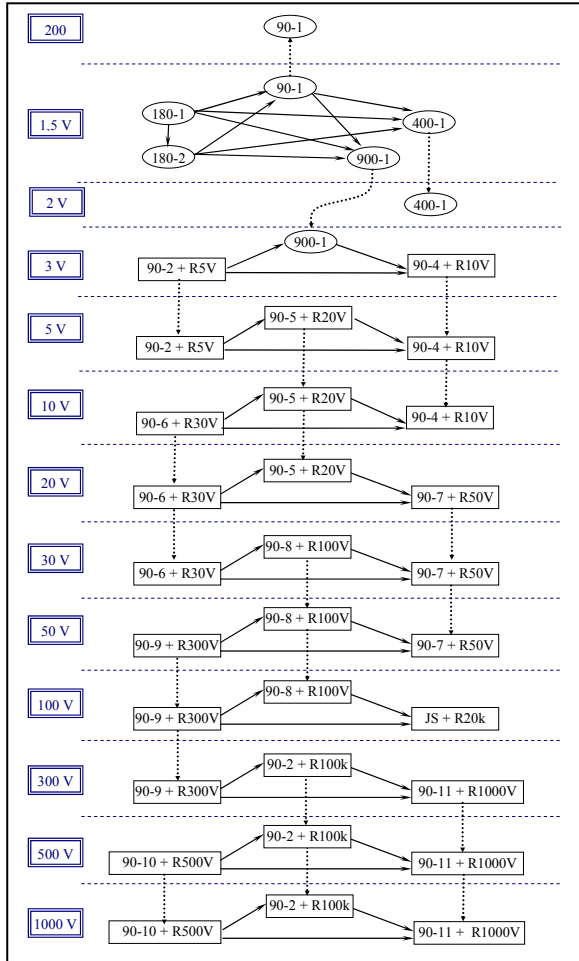 200
90-1
1.5 V
90-1
180-1
400-1
180-2
900-1
2 V
400-1
3 V
900-1
90-2 + R5V
90-4 + R10V
5 V
90-5 + R20V
90-2 + R5V
90-4 + R10V
10 V
90-5 + R20V
90-6 + R30V
90-4 + R10V
20 V
90-5 + R20V
90-6 + R30V
90-7 + R50V
30 V
90-8 + R100V
90-6 + R30V
90-7 + R50V
50 V
90-8 + R100V
90-9 + R300V
90-7 + R50V
100 V
90-8 + R100V
90-9 + R300V
JS + R20k
300 V
90-2 + R100k
90-9 + R300V
90-11 + R1000V
500 V
90-2 + R100k
90-10 + R500V
90-11 + R1000V
1000 V
90-2 + R100k
90-10 + R500V
90-11 + R1000V